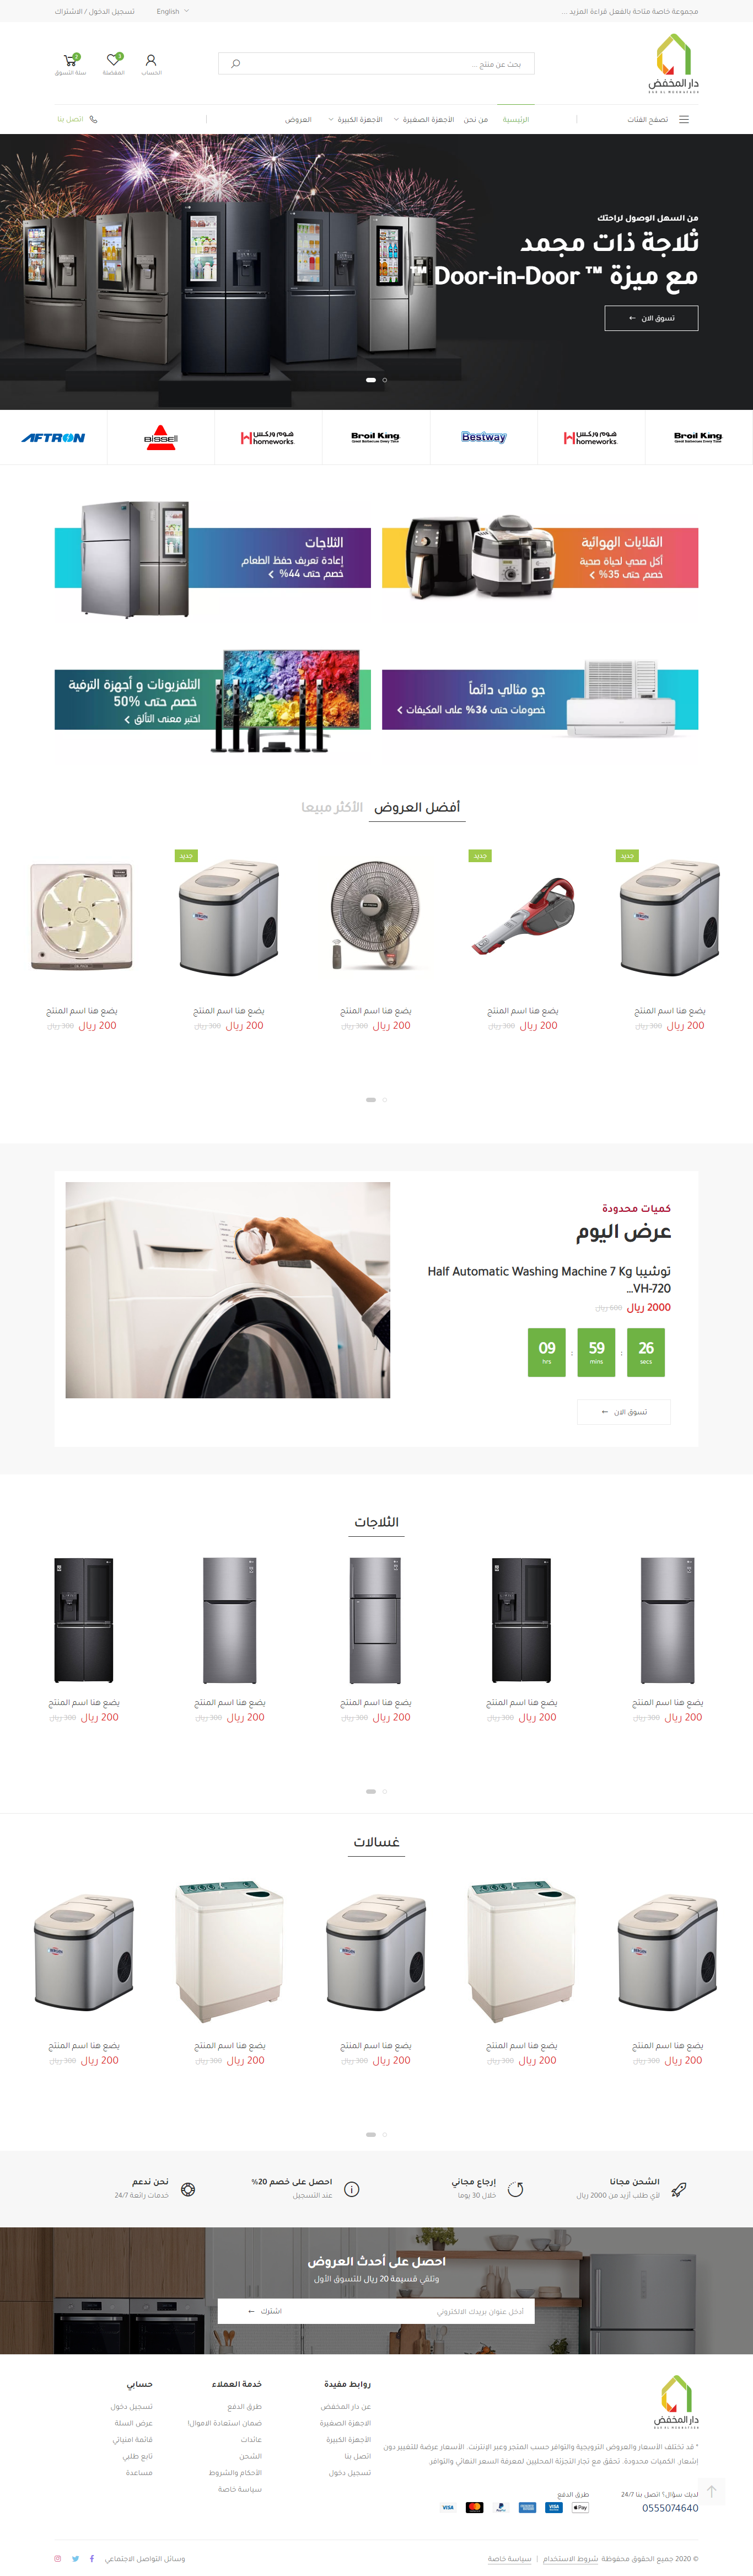 مجموعة خاصة متاحة بالفعل قراءة المزيد ...
English
تسجيل الدخول / الاشتراك
دار المخفض
DAR AL MOKHAFADH
بحث عن منتج ...
الحساب
3
المفضلة
2
سلة التسوق
تصفح الفئات
الرئيسية
من نحن
الأجهزة الصغيرة
الأجهزة الكبيرة
العروض
اتصل بنا
من السهل الوصول لراحتك
ثلاجة ذات مجمد
مع ميزة ™ Door-in-Door ™
تسوق الان
Broil King
Great Barbecues Every Time
هوم وركس
homeworks
Bestway
Broil King
Great Barbecues Every Time
هوم وركس
homeworks
BISSELL
AFTRON
القلايات الهوائية
أكل صحي لحياة صحية
خصم حتى 35%
الثلاجات
إعادة تعريف حفظ الطعام
خصم حتى 44%
جو مثالي دائماً
خصومات حتى 36% على المكيفات
التلفزيونات و أجهزة الترفية
خصم حتى 50%
اختبر معنى التألق
أفضل العروض
الأكثر مبيعا
جديد
جديد
جديد
يضع هنا اسم المنتج
200 ريال 300 ريال
يضع هنا اسم المنتج
200 ريال 300 ريال
يضع هنا اسم المنتج
200 ريال 300 ريال
يضع هنا اسم المنتج
200 ريال 300 ريال
يضع هنا اسم المنتج
200 ريال 300 ريال
كميات محدودة
عرض اليوم
توشيبا Half Automatic Washing Machine 7 Kg
VH-720...
2000 ريال 600 ريال
09 hrs : 59 mins : 26 secs
تسوق الان
الثلاجات
يضع هنا اسم المنتج
200 ريال 300 ريال
يضع هنا اسم المنتج
200 ريال 300 ريال
يضع هنا اسم المنتج
200 ريال 300 ريال
يضع هنا اسم المنتج
200 ريال 300 ريال
يضع هنا اسم المنتج
200 ريال 300 ريال
غسالات
يضع هنا اسم المنتج
200 ريال 300 ريال
يضع هنا اسم المنتج
200 ريال 300 ريال
يضع هنا اسم المنتج
200 ريال 300 ريال
يضع هنا اسم المنتج
200 ريال 300 ريال
يضع هنا اسم المنتج
200 ريال 300 ريال
الشحن مجانا
لأي طلب أزيد من 2000 ريال
إرجاع مجاني
خلال 30 يوما
احصل على خصم 20%
عند التسجيل
نحن ندعم
خدمات رائعة 24/7
احصل على أحدث العروض
وتلقي قسيمة 20 ريال للتسوق الأول
أدخل عنوان بريدك الالكتروني
اشترك
دار المخفض
* قد تختلف الأسعار والعروض الترويجية والتوافر حسب المتجر وعبر الإنترنت. الأسعار عرضة للتغيير دون
إشعار. الكميات محدودة. تحقق مع تجار التجزئة المحليين لمعرفة السعر النهائي والتوافر.
لديك سؤال؟ اتصل بنا 24/7
0555074640
طرق الدفع
VISA
PayPal
VISA
Pay
روابط مفيدة
عن دار المخفض
الاجهزة الصغيرة
الأجهزة الكبيرة
اتصل بنا
تسجيل دخول
خدمة العملاء
طرق الدفع
ضمان استعادة الاموال!
عائدات
الشحن
الأحكام والشروط
سياسة خاصة
حسابي
تسجيل دخول
عرض السلة
قائمة امنياتي
تابع طلبي
مساعدة
© 2020 جميع الحقوق محفوظة
شروط الاستخدام | سياسة خاصة
وسائل التواصل الاجتماعي